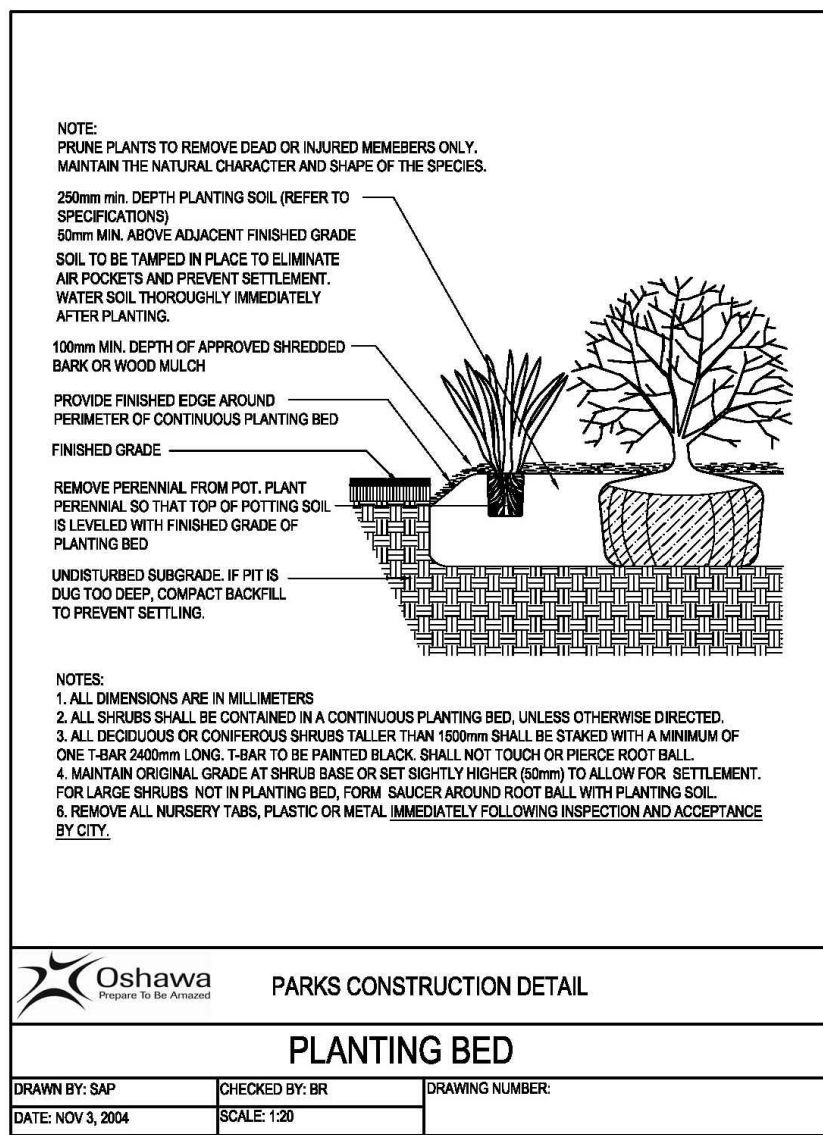 NOTE:
PRUNE PLANTS TO REMOVE DEAD OR INJURED MEMEBERS ONLY.
MAINTAIN THE NATURAL CHARACTER AND SHAPE OF THE SPECIES.
250mm min. DEPTH PLANTING SOIL (REFER TO
SPECIFICATIONS)
50mm MIN. ABOVE ADJACENT FINISHED GRADE
SOIL TO BE TAMPED IN PLACE TO ELIMINATE
AIR POCKETS AND PREVENT SETTLEMENT.
WATER SOIL THOROUGHLY IMMEDIATELY
AFTER PLANTING.
100mm MIN. DEPTH OF APPROVED SHREDDED
BARK OR WOOD MULCH
PROVIDE FINISHED EDGE AROUND
PERIMETER OF CONTINUOUS PLANTING BED
FINISHED GRADE
REMOVE PERENNIAL FROM POT. PLANT
PERENNIAL SO THAT TOP OF POTTING SOIL
IS LEVELED WITH FINISHED GRADE OF
PLANTING BED
UNDISTURBED SUBGRADE. IF PIT IS
DUG TOO DEEP, COMPACT BACKFILL
TO PREVENT SETTLING.
NOTES:
1. ALL DIMENSIONS ARE IN MILLIMETERS
2. ALL SHRUBS SHALL BE CONTAINED IN A CONTINUOUS PLANTING BED, UNLESS OTHERWISE DIRECTED.
3. ALL DECIDUOUS OR CONIFEROUS SHRUBS TALLER THAN 1500mm SHALL BE STAKED WITH A MINIMUM OF
ONE T-BAR 2400mm LONG. T-BAR TO BE PAINTED BLACK. SHALL NOT TOUCH OR PIERCE ROOT BALL.
4. MAINTAIN ORIGINAL GRADE AT SHRUB BASE OR SET SIGHTLY HIGHER (50mm) TO ALLOW FOR SETTLEMENT.
FOR LARGE SHRUBS NOT IN PLANTING BED, FORM SAUCER AROUND ROOT BALL WITH PLANTING SOIL.
6. REMOVE ALL NURSERY TABS, PLASTIC OR METAL IMMEDIATELY FOLLOWING INSPECTION AND ACCEPTANCE
BY CITY.
Oshawa
Prepare To Be Amazed
PARKS CONSTRUCTION DETAIL
PLANTING BED
DRAWN BY: SAP
CHECKED BY: BR
DRAWING NUMBER:
DATE: NOV 3, 2004
SCALE: 1:20